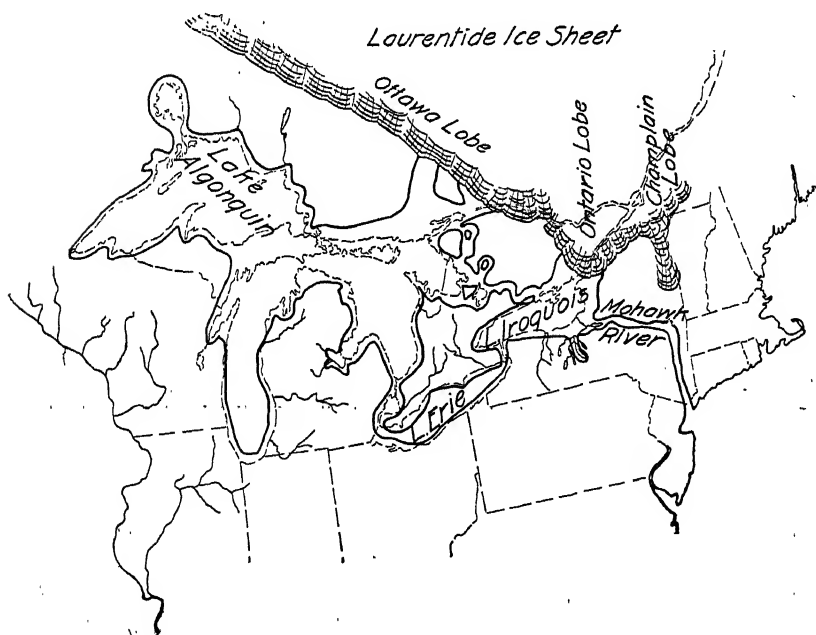 Laurentide Ice Sheet
Ottawa Lobe
Ontario Lobe
Champlain
Lobe
Lake
Algonquin
L. Iroquois
Mohawk
River
L. Erie